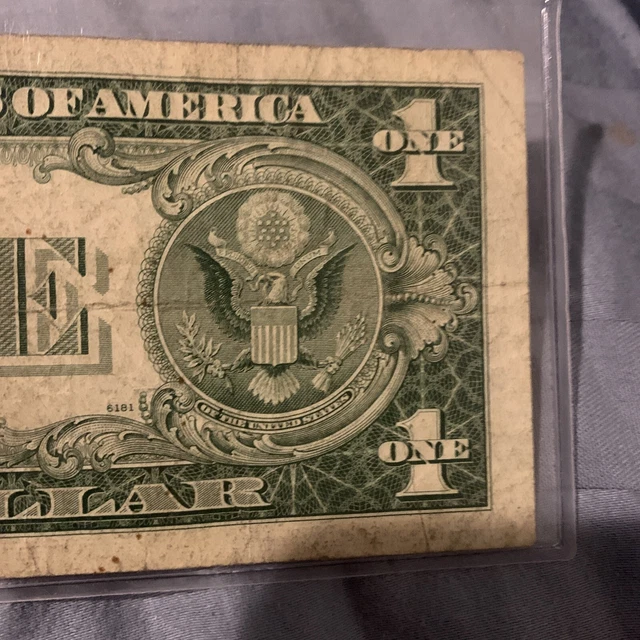 S OF AMERICA
1
ONE
E
6181
OF THE UNITED STATES
1
ONE
LLAR